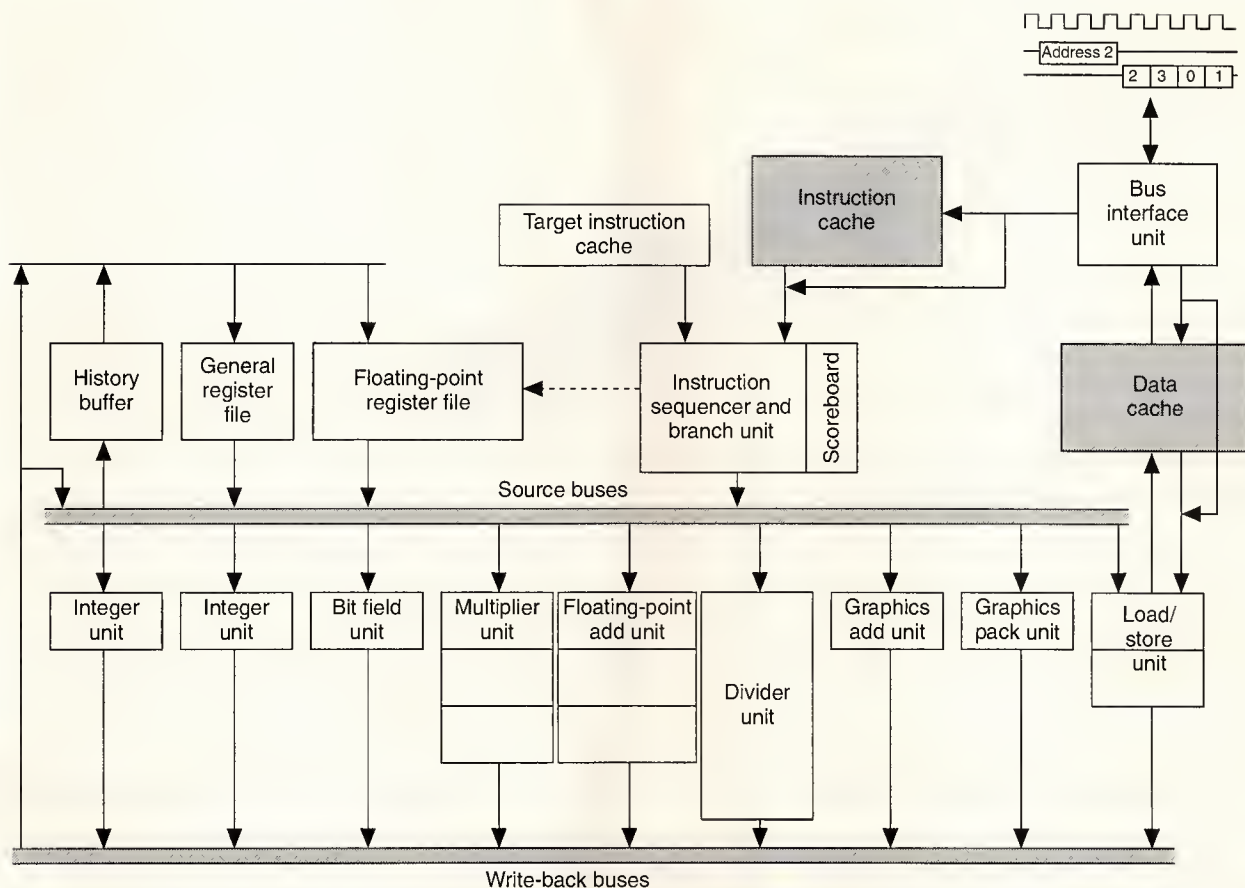 Address 2
2 3 0 1
Bus
interface
unit
Instruction
cache
Target instruction
cache
History
buffer
General
register
file
Floating-point
register file
Instruction
sequencer and
branch unit
Scoreboard
Data
cache
Source buses
Integer
unit
Integer
unit
Bit field
unit
Multiplier
unit
Floating-point
add unit
Divider
unit
Graphics
add unit
Graphics
pack unit
Load/
store
unit
Write-back buses